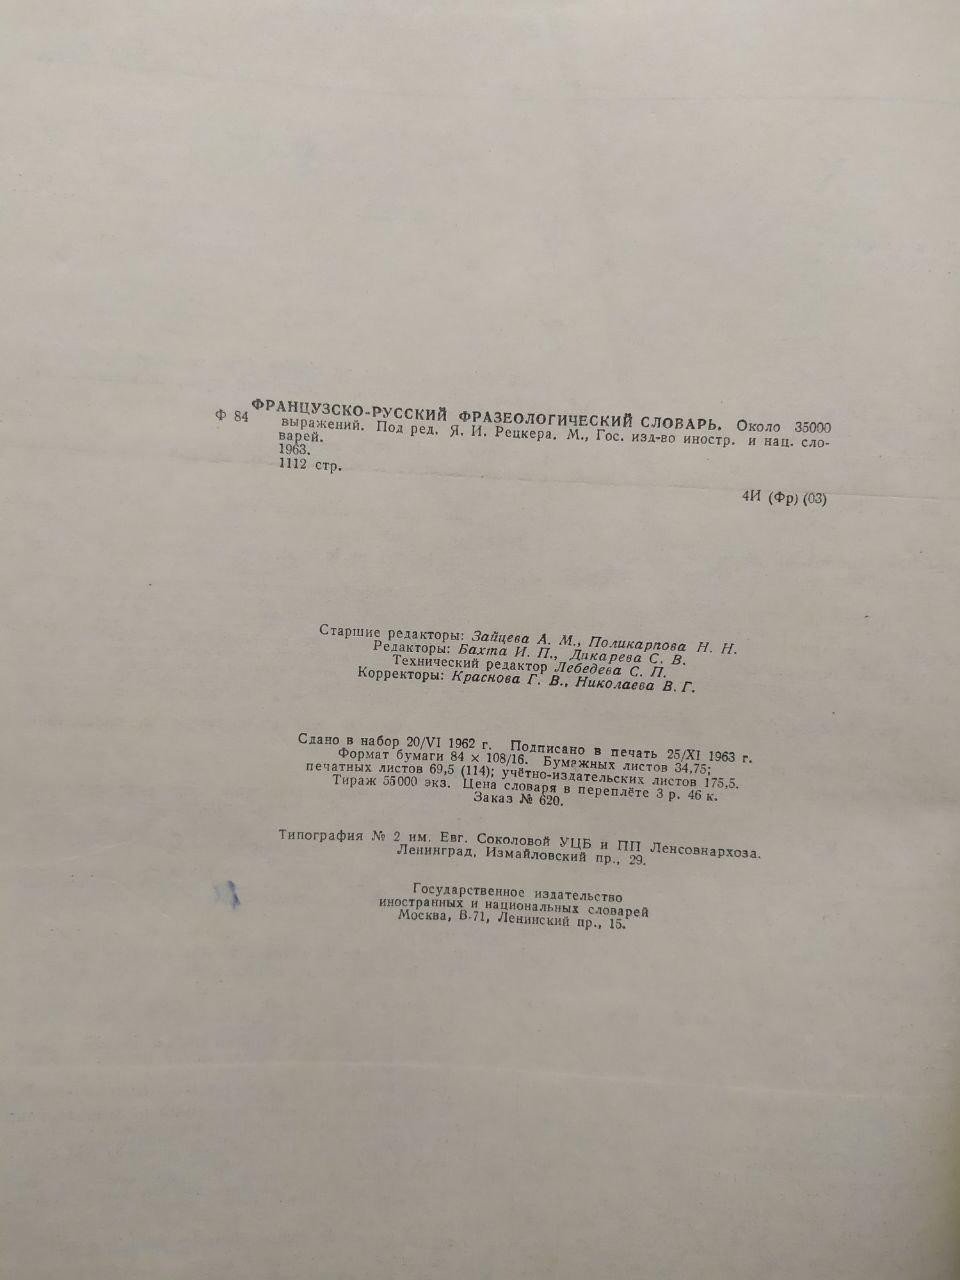 Ф 84 ФРАНЦУЗСКО-РУССКИЙ ФРАЗЕОЛОГИЧЕСКИЙ СЛОВАРЬ. Около 35000
выражений. Под ред. Я. И. Рецкера. М., Гос. изд-во иностр. и нац. сло-
варей.
1963.
1112 стр.
4И (Фр) (03)
Старшие редакторы: Зайцева А. М., Поликарпова Н. Н.
Редакторы: Бахта И. П., Дикарева С. В.
Технический редактор Лебедева С. П.
Корректоры: Краснова Г. В., Николаева В. Г.
Сдано в набор 20/VI 1962 г. Подписано в печать 25/XI 1963 г.
Формат бумаги 84 × 108/16. Бумажных листов 34,75;
печатных листов 69,5 (114); учётно-издательских листов 175,5.
Тираж 55000 экз. Цена словаря в переплёте 3 р. 46 к.
Заказ № 620.
Типография № 2 им. Евг. Соколовой УЦБ и ПП Ленсовнархоза.
Ленинград, Измайловский пр., 29.
Государственное издательство
иностранных и национальных словарей
Москва, В-71, Ленинский пр., 15.